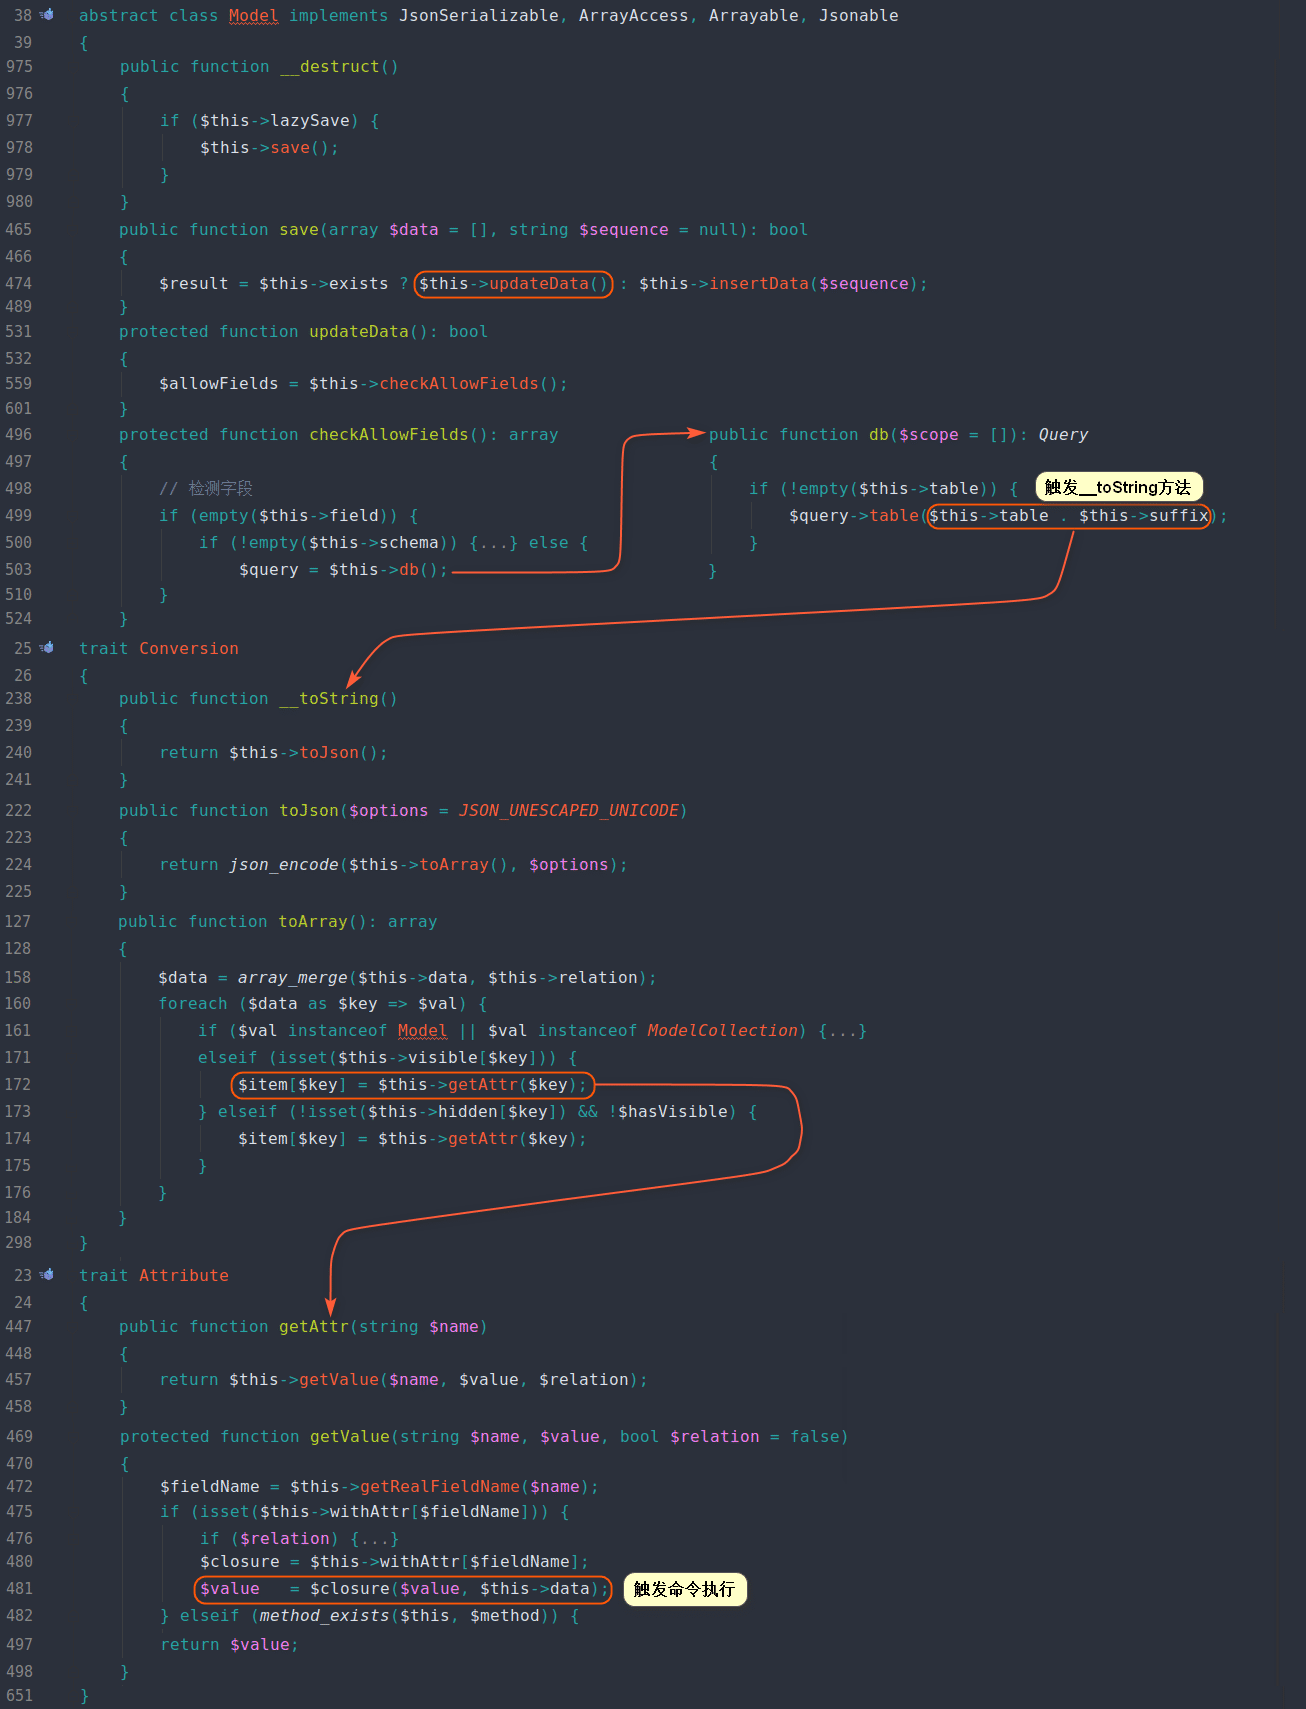 38 abstract class Model implements JsonSerializable, ArrayAccess, Arrayable, Jsonable
39 {
975 public function __destruct()
976 {
977 if ($this->lazySave) {
978 $this->save();
979 }
980 }
465 public function save(array $data = [], string $sequence = null): bool
466 {
474 $result = $this->exists ? $this->updateData() : $this->insertData($sequence);
489 }
531 protected function updateData(): bool
532 {
559 $allowFields = $this->checkAllowFields();
601 }
496 protected function checkAllowFields(): array
497 {
498 // 检测字段
499 if (empty($this->field)) {
500 if (!empty($this->schema)) {...} else {
503 $query = $this->db();
510 }
524 }
public function db($scope = []): Query
{
if (!empty($this->table)) {
触发__toString方法
$query->table($this->table . $this->suffix);
}
}
25 trait Conversion
26 {
238 public function __toString()
239 {
240 return $this->toJson();
241 }
222 public function toJson($options = JSON_UNESCAPED_UNICODE)
223 {
224 return json_encode($this->toArray(), $options);
225 }
127 public function toArray(): array
128 {
158 $data = array_merge($this->data, $this->relation);
160 foreach ($data as $key => $val) {
161 if ($val instanceof Model || $val instanceof ModelCollection) {...}
171 elseif (isset($this->visible[$key])) {
172 $item[$key] = $this->getAttr($key);
173 } elseif (!isset($this->hidden[$key]) && !$hasVisible) {
174 $item[$key] = $this->getAttr($key);
175 }
176 }
184 }
298 }
23 trait Attribute
24 {
447 public function getAttr(string $name)
448 {
457 return $this->getValue($name, $value, $relation);
458 }
469 protected function getValue(string $name, $value, bool $relation = false)
470 {
472 $fieldName = $this->getRealFieldName($name);
475 if (isset($this->withAttr[$fieldName])) {
476 if ($relation) {...}
480 $closure = $this->withAttr[$fieldName];
481 $value = $closure($value, $this->data); 触发命令执行
482 } elseif (method_exists($this, $method)) {
497 return $value;
498 }
651 }